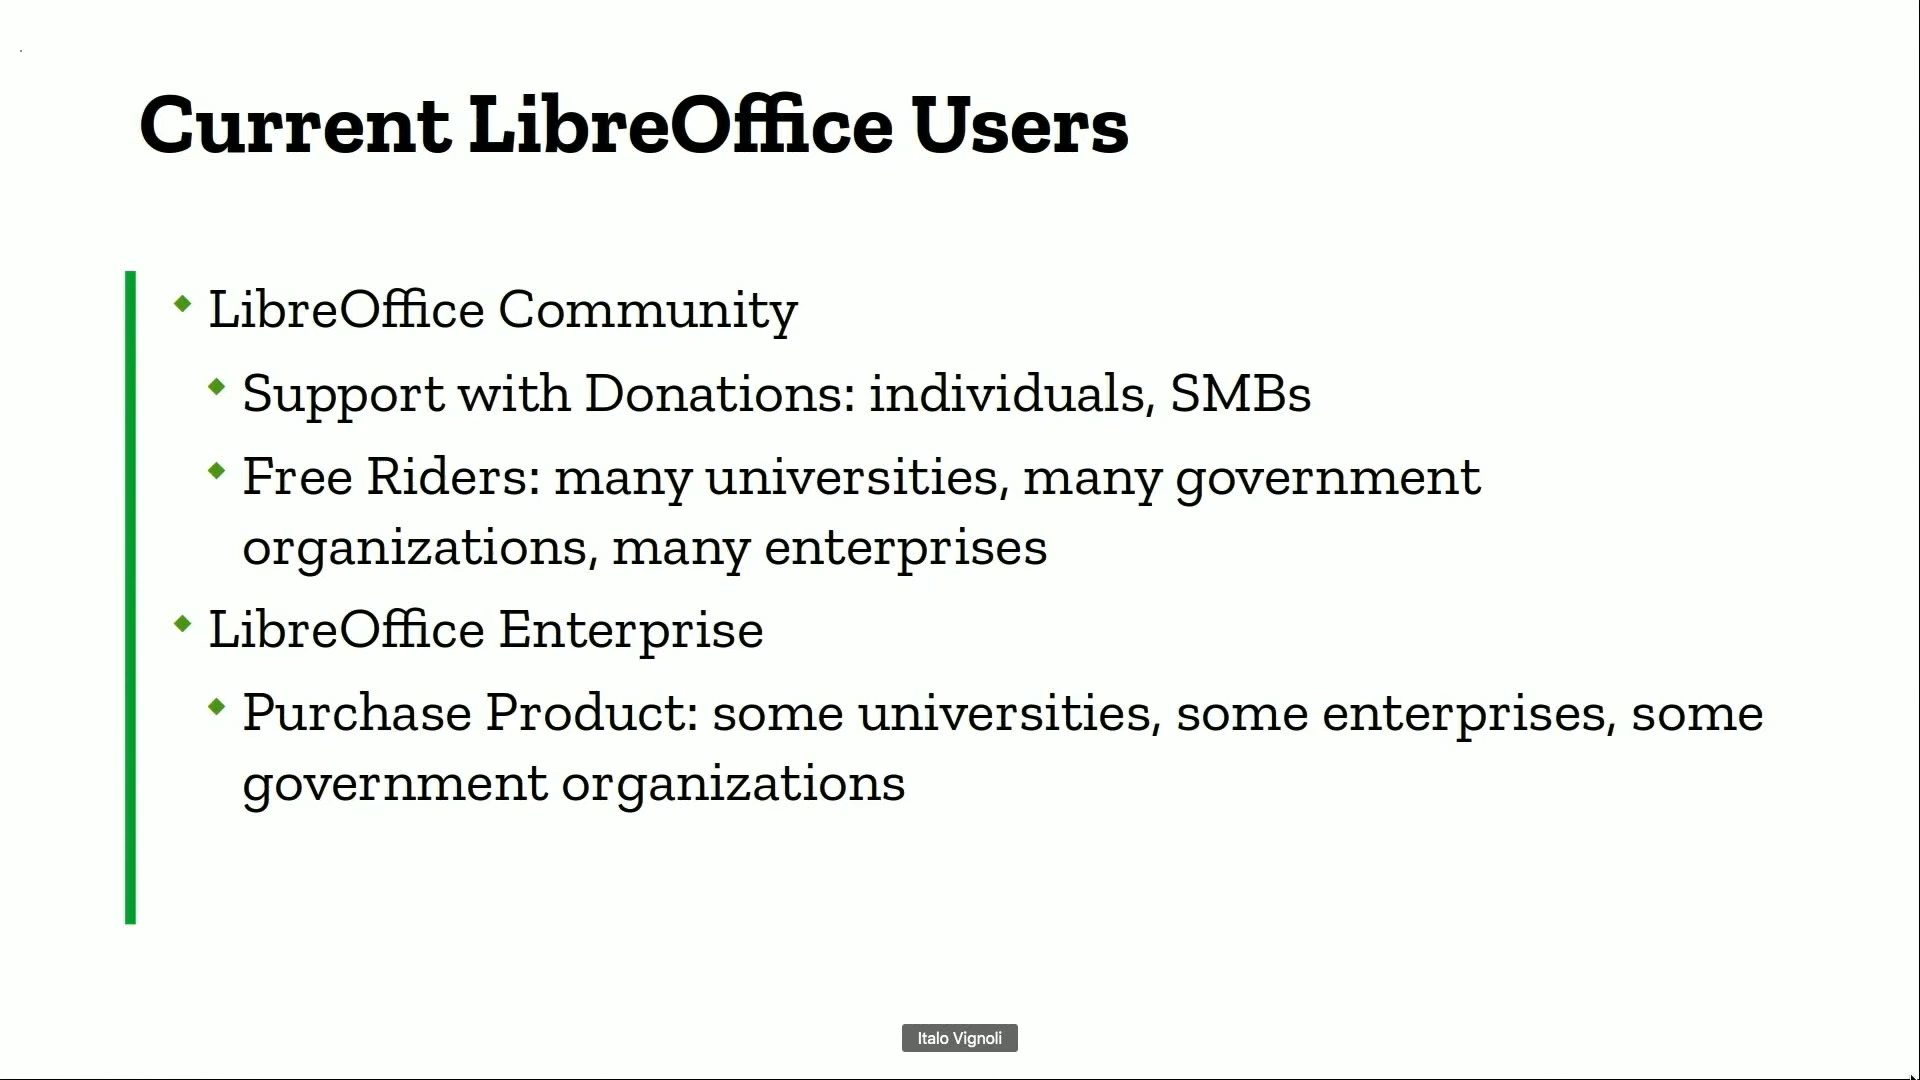 Current LibreOffice Users
LibreOffice Community
Support with Donations: individuals, SMBs
Free Riders: many universities, many government
organizations, many enterprises
LibreOffice Enterprise
Purchase Product: some universities, some enterprises, some
government organizations
Italo Vignoli